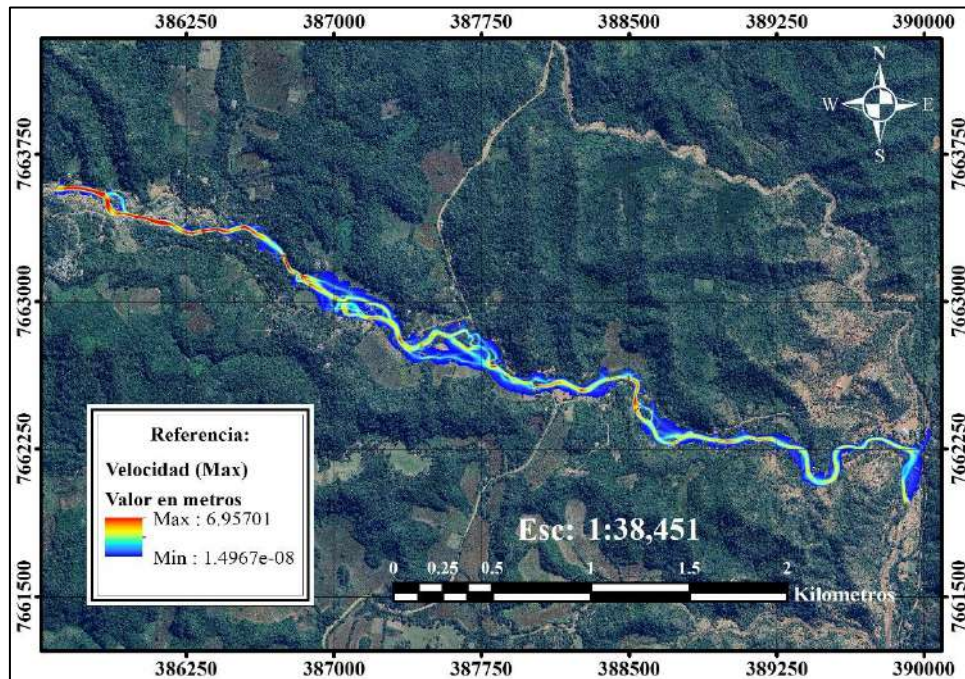 386250 387000 387750 388500 389250 390000
N
W E
S
7663750 7663750
7663000 7663000
7662250 7662250
7661500 7661500
Referencia:
Velocidad (Max)
Valor en metros
Max : 6.95701
Min : 1.4967e-08
Esc: 1:38,451
0 0.25 0.5 1 1.5 2
Kilometros
386250 387000 387750 388500 389250 390000